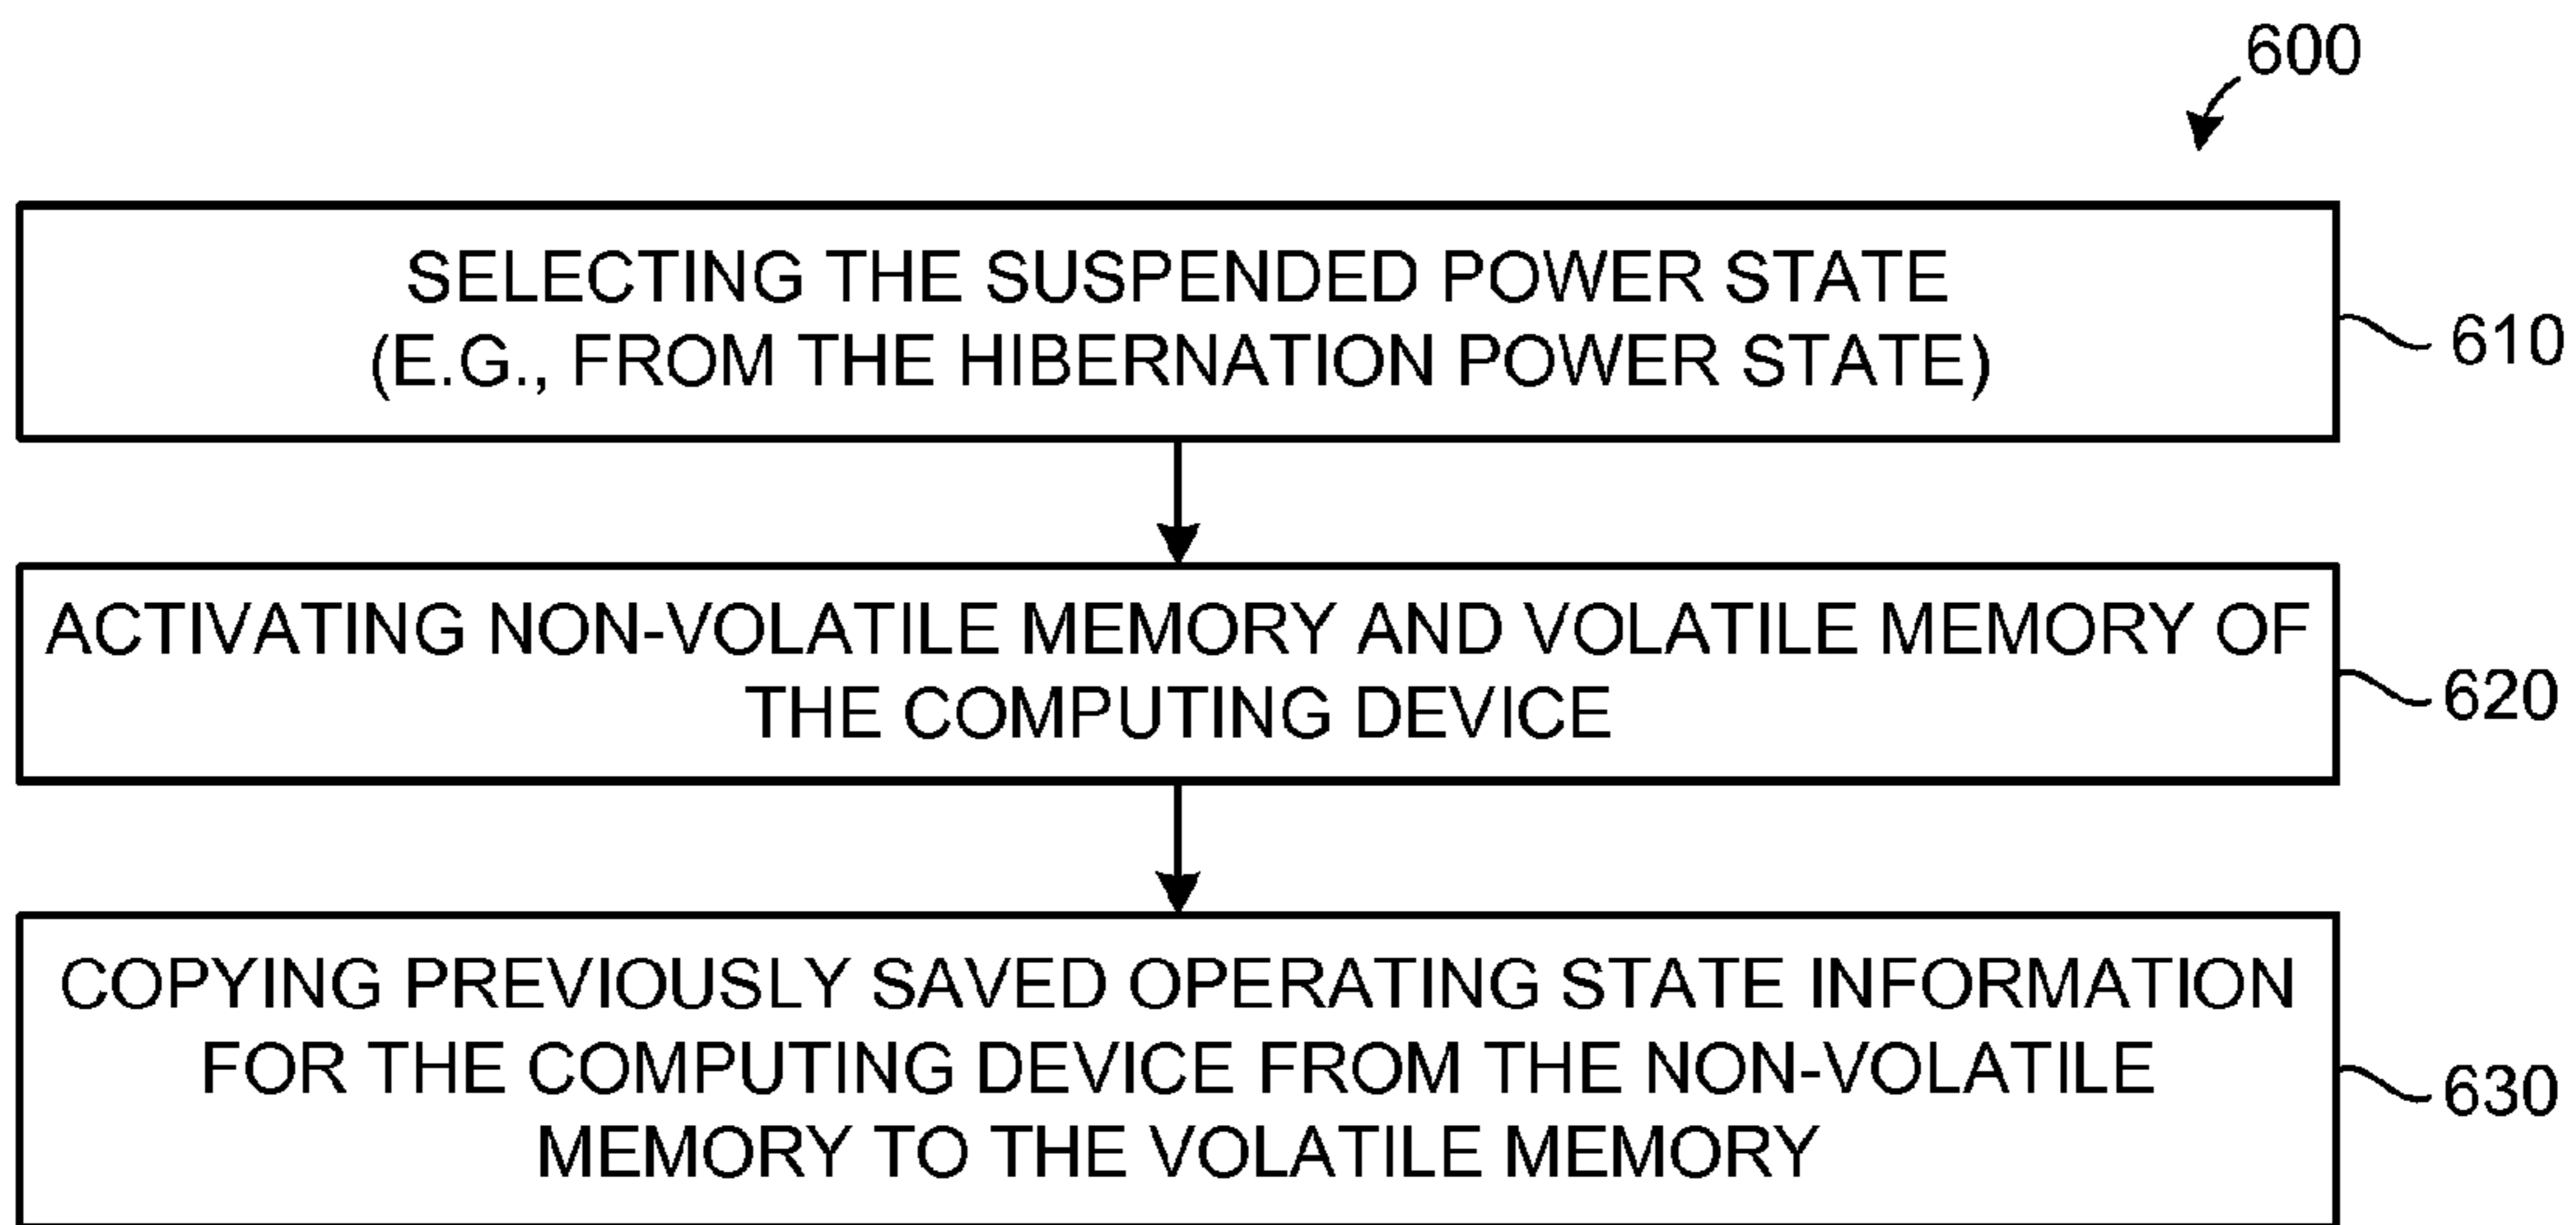 600
SELECTING THE SUSPENDED POWER STATE
(E.G., FROM THE HIBERNATION POWER STATE)
610
ACTIVATING NON-VOLATILE MEMORY AND VOLATILE MEMORY OF
THE COMPUTING DEVICE
620
COPYING PREVIOUSLY SAVED OPERATING STATE INFORMATION
FOR THE COMPUTING DEVICE FROM THE NON-VOLATILE
MEMORY TO THE VOLATILE MEMORY
630